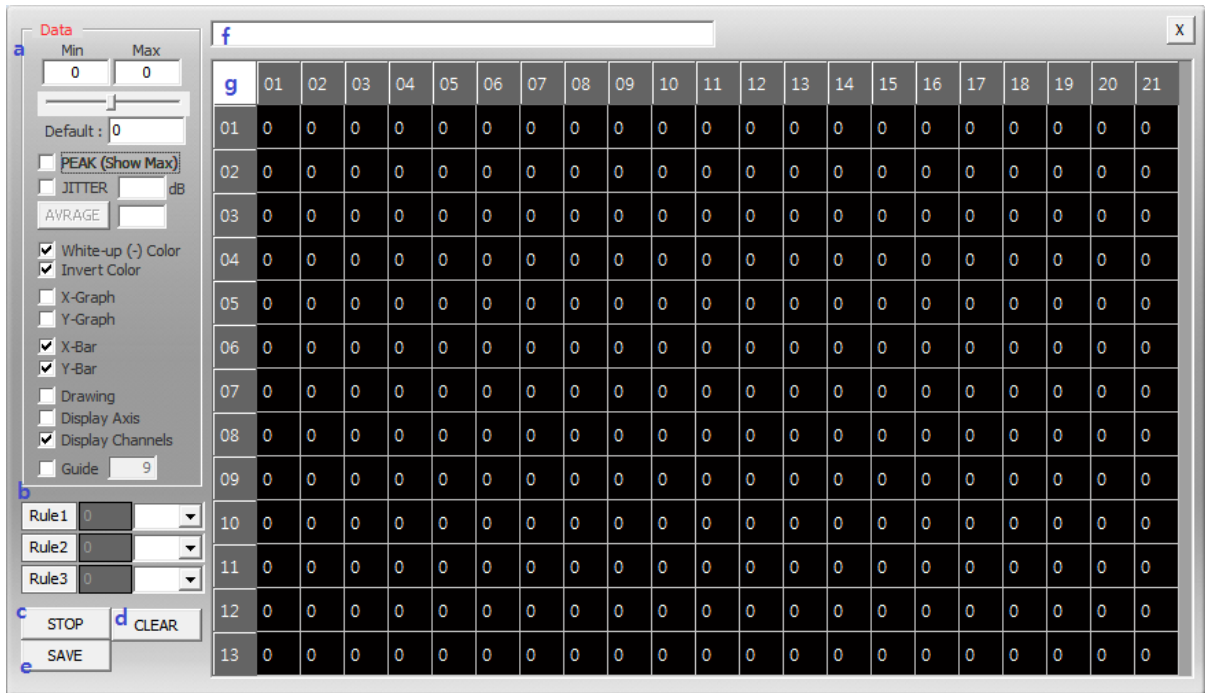 Data
f
X
a
Min Max
0 0
Default : 0
PEAK (Show Max)
JITTER dB
AVRAGE
White-up (-) Color
Invert Color
X-Graph
Y-Graph
X-Bar
Y-Bar
Drawing
Display Axis
Display Channels
Guide 9
b
Rule1 0
Rule2 0
Rule3 0
c STOP d CLEAR
e SAVE
g 01 02 03 04 05 06 07 08 09 10 11 12 13 14 15 16 17 18 19 20 21
01 0 0 0 0 0 0 0 0 0 0 0 0 0 0 0 0 0 0 0 0 0
02 0 0 0 0 0 0 0 0 0 0 0 0 0 0 0 0 0 0 0 0 0
03 0 0 0 0 0 0 0 0 0 0 0 0 0 0 0 0 0 0 0 0 0
04 0 0 0 0 0 0 0 0 0 0 0 0 0 0 0 0 0 0 0 0 0
05 0 0 0 0 0 0 0 0 0 0 0 0 0 0 0 0 0 0 0 0 0
06 0 0 0 0 0 0 0 0 0 0 0 0 0 0 0 0 0 0 0 0 0
07 0 0 0 0 0 0 0 0 0 0 0 0 0 0 0 0 0 0 0 0 0
08 0 0 0 0 0 0 0 0 0 0 0 0 0 0 0 0 0 0 0 0 0
09 0 0 0 0 0 0 0 0 0 0 0 0 0 0 0 0 0 0 0 0 0
10 0 0 0 0 0 0 0 0 0 0 0 0 0 0 0 0 0 0 0 0 0
11 0 0 0 0 0 0 0 0 0 0 0 0 0 0 0 0 0 0 0 0 0
12 0 0 0 0 0 0 0 0 0 0 0 0 0 0 0 0 0 0 0 0 0
13 0 0 0 0 0 0 0 0 0 0 0 0 0 0 0 0 0 0 0 0 0